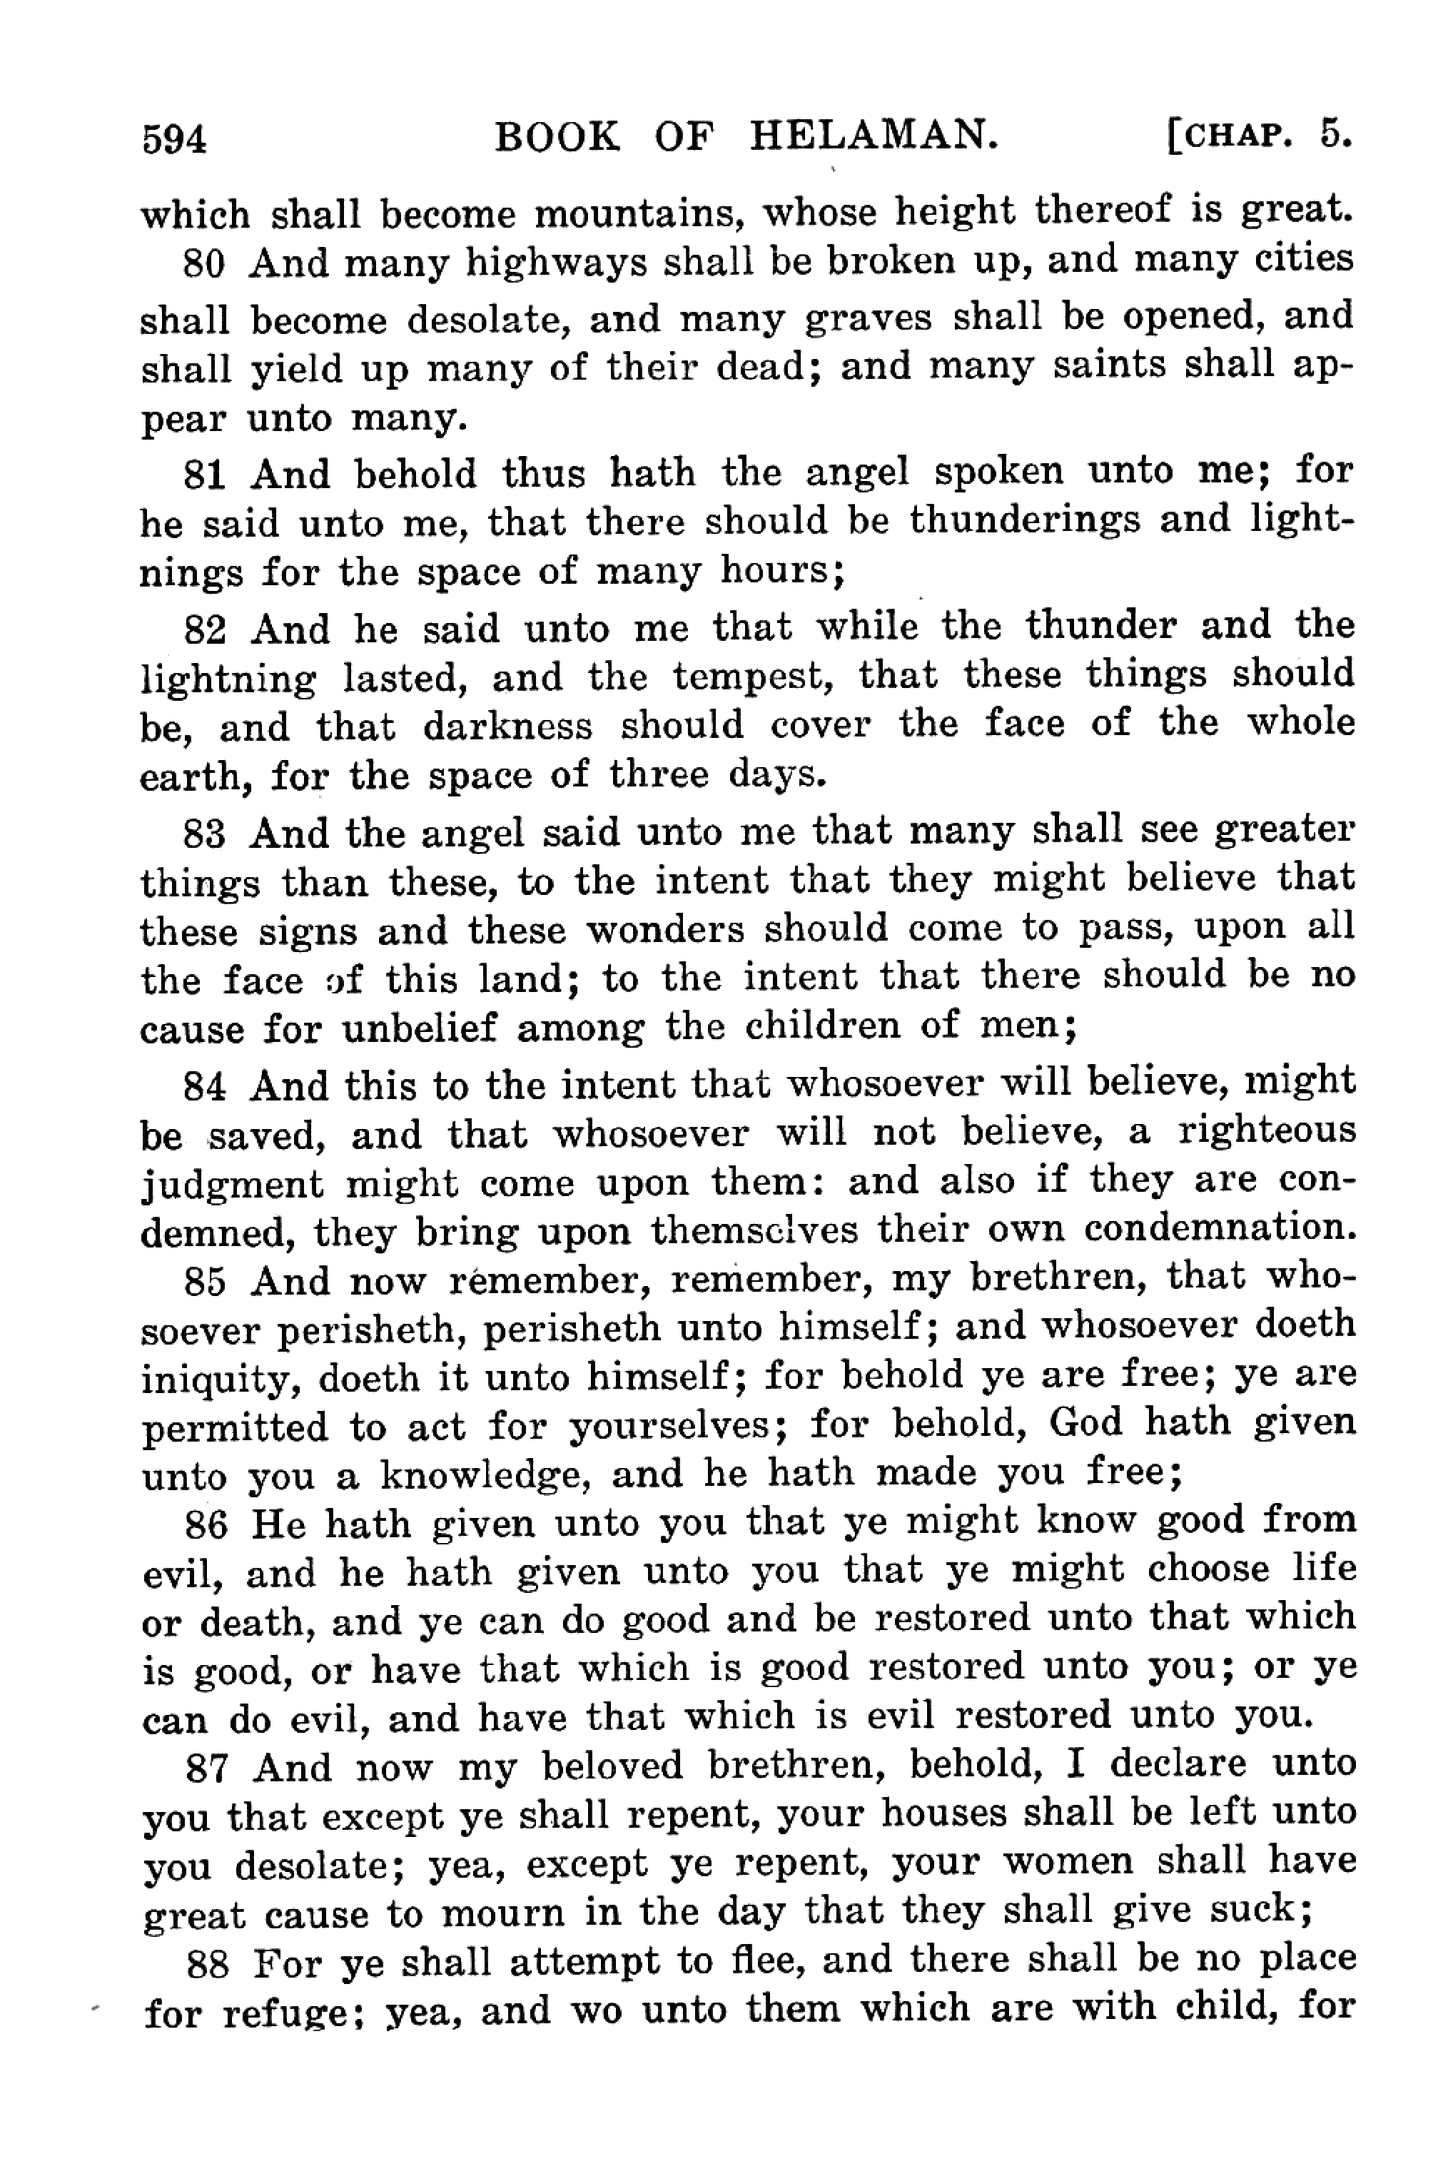 594 BOOK OF HELAMAN. [CHAP. 5.
which shall become mountains, whose height thereof is great.
80 And many highways shall be broken up, and many cities
shall become desolate, and many graves shall be opened, and
shall yield up many of their dead; and many saints shall ap-
pear unto many.
81 And behold thus hath the angel spoken unto me; for
he said unto me, that there should be thunderings and light-
nings for the space of many hours;
82 And he said unto me that while the thunder and the
lightning lasted, and the tempest, that these things should
be, and that darkness should cover the face of the whole
earth, for the space of three days.
83 And the angel said unto me that many shall see greater
things than these, to the intent that they might believe that
these signs and these wonders should come to pass, upon all
the face of this land; to the intent that there should be no
cause for unbelief among the children of men;
84 And this to the intent that whosoever will believe, might
be saved, and that whosoever will not believe, a righteous
judgment might come upon them: and also if they are con-
demned, they bring upon themselves their own condemnation.
85 And now remember, remember, my brethren, that who-
soever perisheth, perisheth unto himself; and whosoever doeth
iniquity, doeth it unto himself; for behold ye are free; ye are
permitted to act for yourselves; for behold, God hath given
unto you a knowledge, and he hath made you free;
86 He hath given unto you that ye might know good from
evil, and he hath given unto you that ye might choose life
or death, and ye can do good and be restored unto that which
is good, or have that which is good restored unto you; or ye
can do evil, and have that which is evil restored unto you.
87 And now my beloved brethren, behold, I declare unto
you that except ye shall repent, your houses shall be left unto
you desolate; yea, except ye repent, your women shall have
great cause to mourn in the day that they shall give suck;
88 For ye shall attempt to flee, and there shall be no place
for refuge; yea, and wo unto them which are with child, for